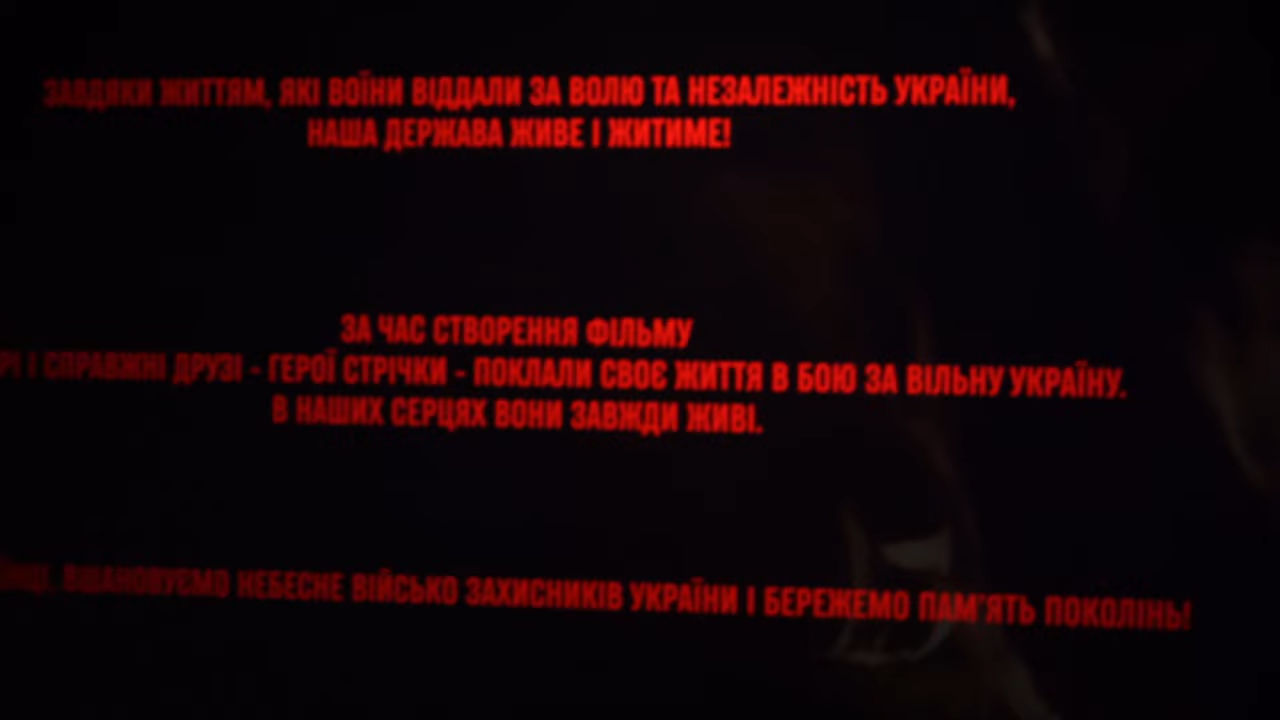 ЗАВДЯКИ ЖИТТЯМ, ЯКІ ВОЇНИ ВІДДАЛИ ЗА ВОЛЮ ТА НЕЗАЛЕЖНІСТЬ УКРАЇНИ,
НАША ДЕРЖАВА ЖИВЕ І ЖИТИМЕ!
ЗА ЧАС СТВОРЕННЯ ФІЛЬМУ
І СПРАВЖНІ ДРУЗІ - ГЕРОЇ СТРІЧКИ - ПОКЛАЛИ СВОЄ ЖИТТЯ В БОЮ ЗА ВІЛЬНУ УКРАЇНУ.
В НАШИХ СЕРЦЯХ ВОНИ ЗАВЖДИ ЖИВІ.
ВШАНОВУЄМО НЕБЕСНЕ ВІЙСЬКО ЗАХИСНИКІВ УКРАЇНИ І БЕРЕЖЕМО ПАМ'ЯТЬ ПОКОЛІНЬ!